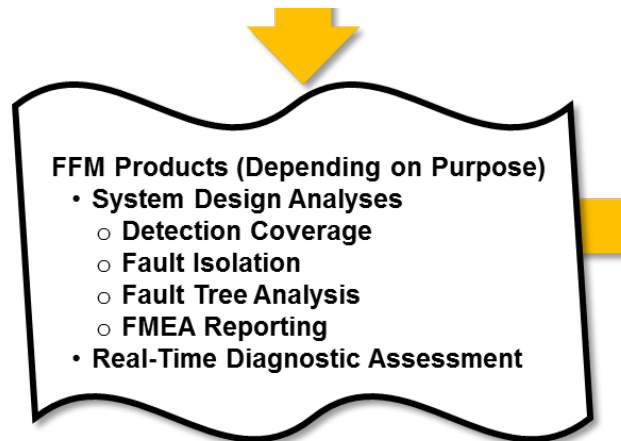 FFM Products (Depending on Purpose)
• System Design Analyses
o Detection Coverage
o Fault Isolation
o Fault Tree Analysis
o FMEA Reporting
• Real-Time Diagnostic Assessment